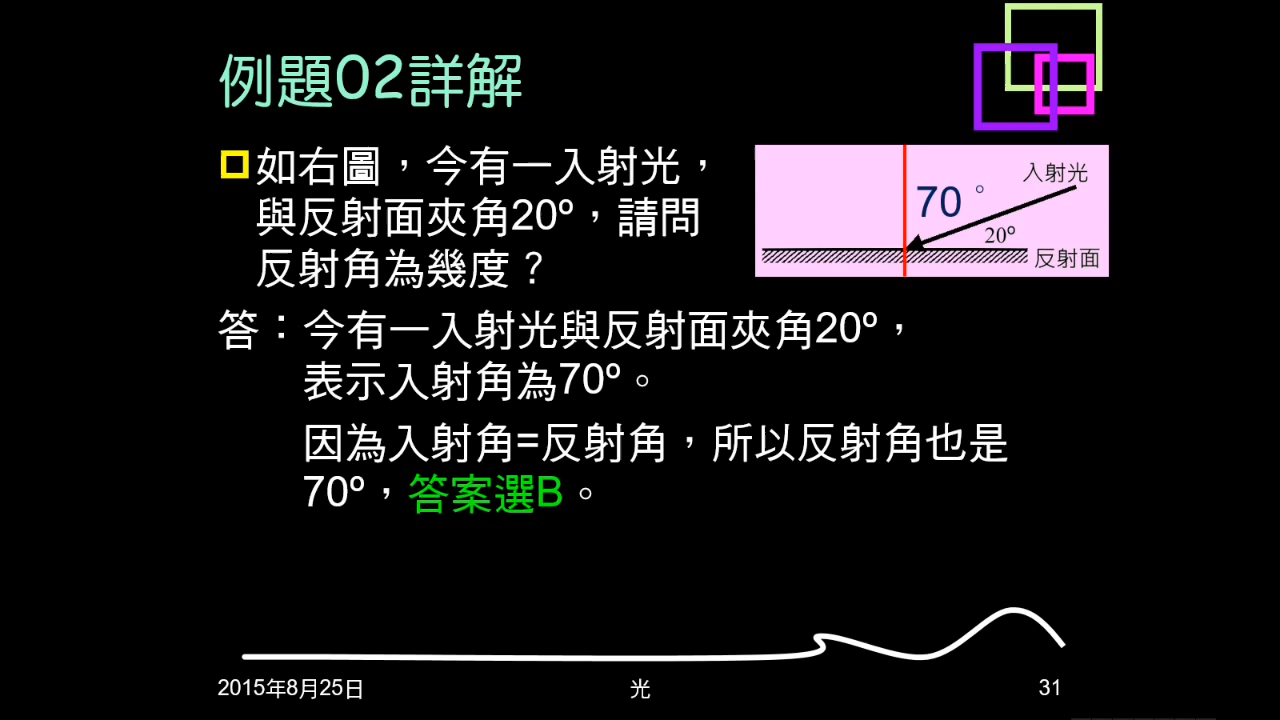 例題02詳解
如右圖，今有一入射光，
與反射面夾角20º，請問
反射角為幾度？
入射光
70°
20º
反射面
答：今有一入射光與反射面夾角20º，
表示入射角為70º。
因為入射角=反射角，所以反射角也是
70º，答案選B。
2015年8月25日
光
31